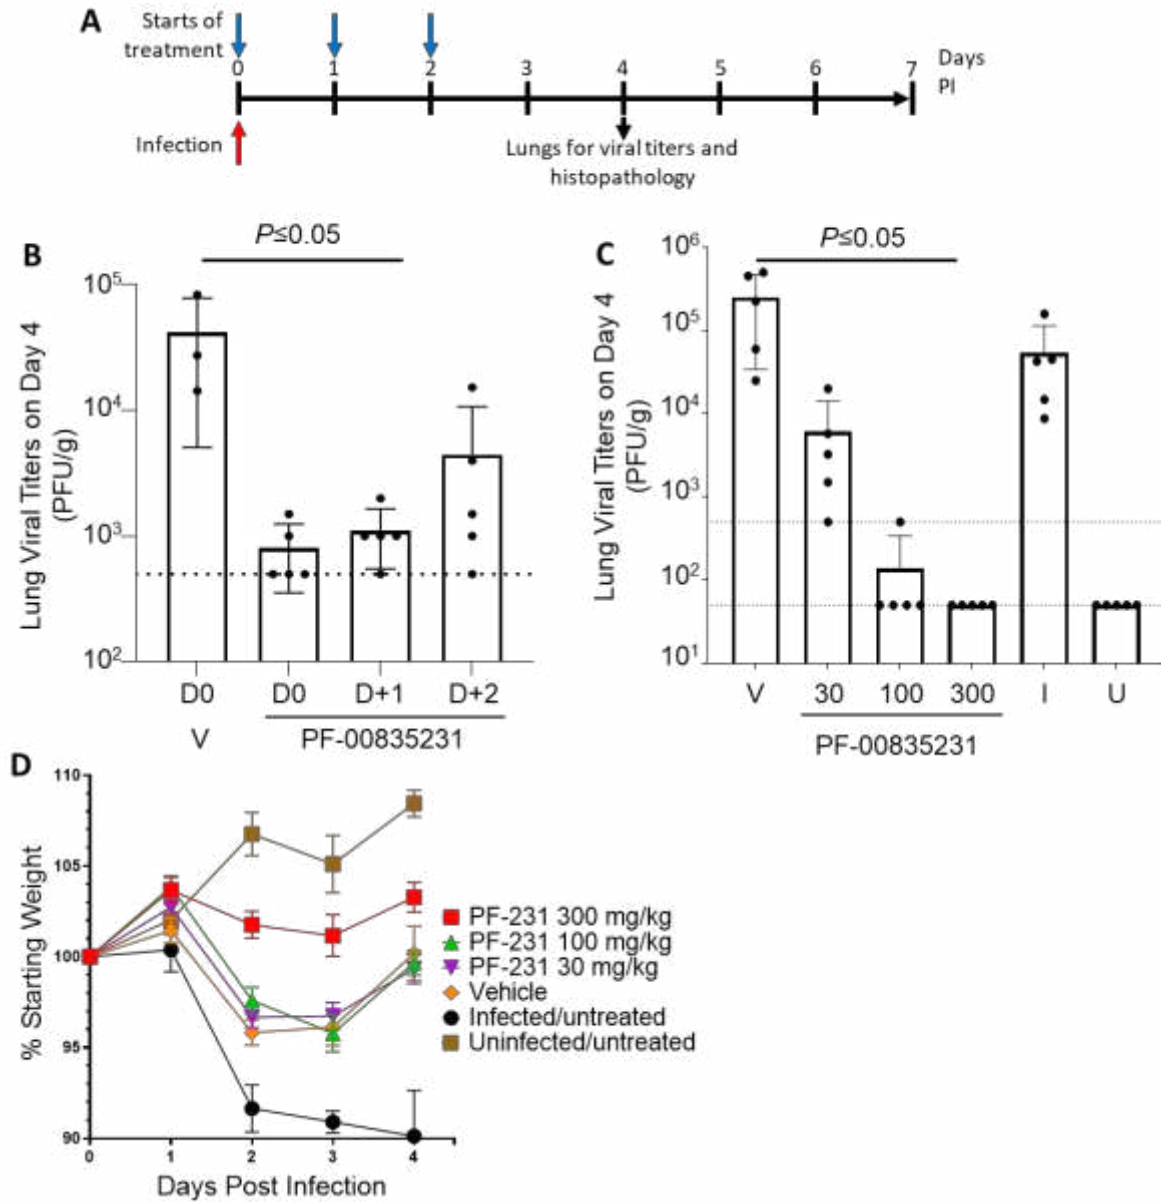 A
Starts of
treatment
0 1 2 3 4 5 6 7
Days
PI
Infection
Lungs for viral titers and
histopathology
B
P≤0.05
Lung Viral Titers on Day 4
(PFU/g)
10^5
10^4
10^3
10^2
D0 D0 D+1 D+2
V PF-00835231
C
P≤0.05
Lung Viral Titers on Day 4
(PFU/g)
10^6
10^5
10^4
10^3
10^2
10^1
V 30 100 300 I U
PF-00835231
D
% Starting Weight
110
105
100
95
90
0 1 2 3 4
Days Post Infection
PF-231 300 mg/kg
PF-231 100 mg/kg
PF-231 30 mg/kg
Vehicle
Infected/untreated
Uninfected/untreated